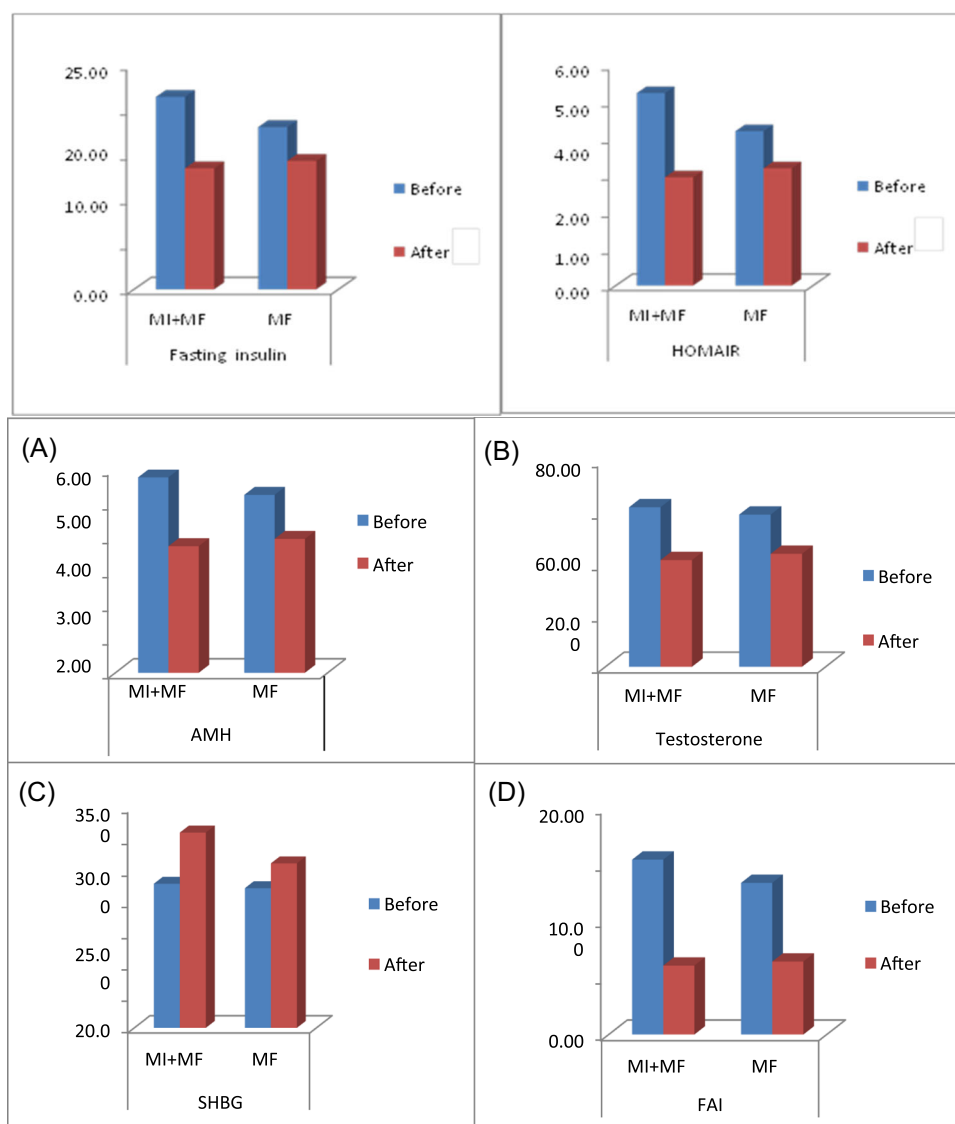 25.00
20.00
10.00
0.00
Before
After
MI+MF MF
Fasting insulin
6.00
5.00
4.00
2.00
1.00
0.00
Before
After
MI+MF MF
HOMAIR
(A)
6.00
5.00
4.00
3.00
2.00
Before
After
MI+MF MF
AMH
(B)
80.00
60.00
20.0
0
Before
After
MI+MF MF
Testosterone
(C)
35.0
0
30.0
0
25.0
0
20.0
Before
After
MI+MF MF
SHBG
(D)
20.00
10.0
0
0.00
Before
After
MI+MF MF
FAI